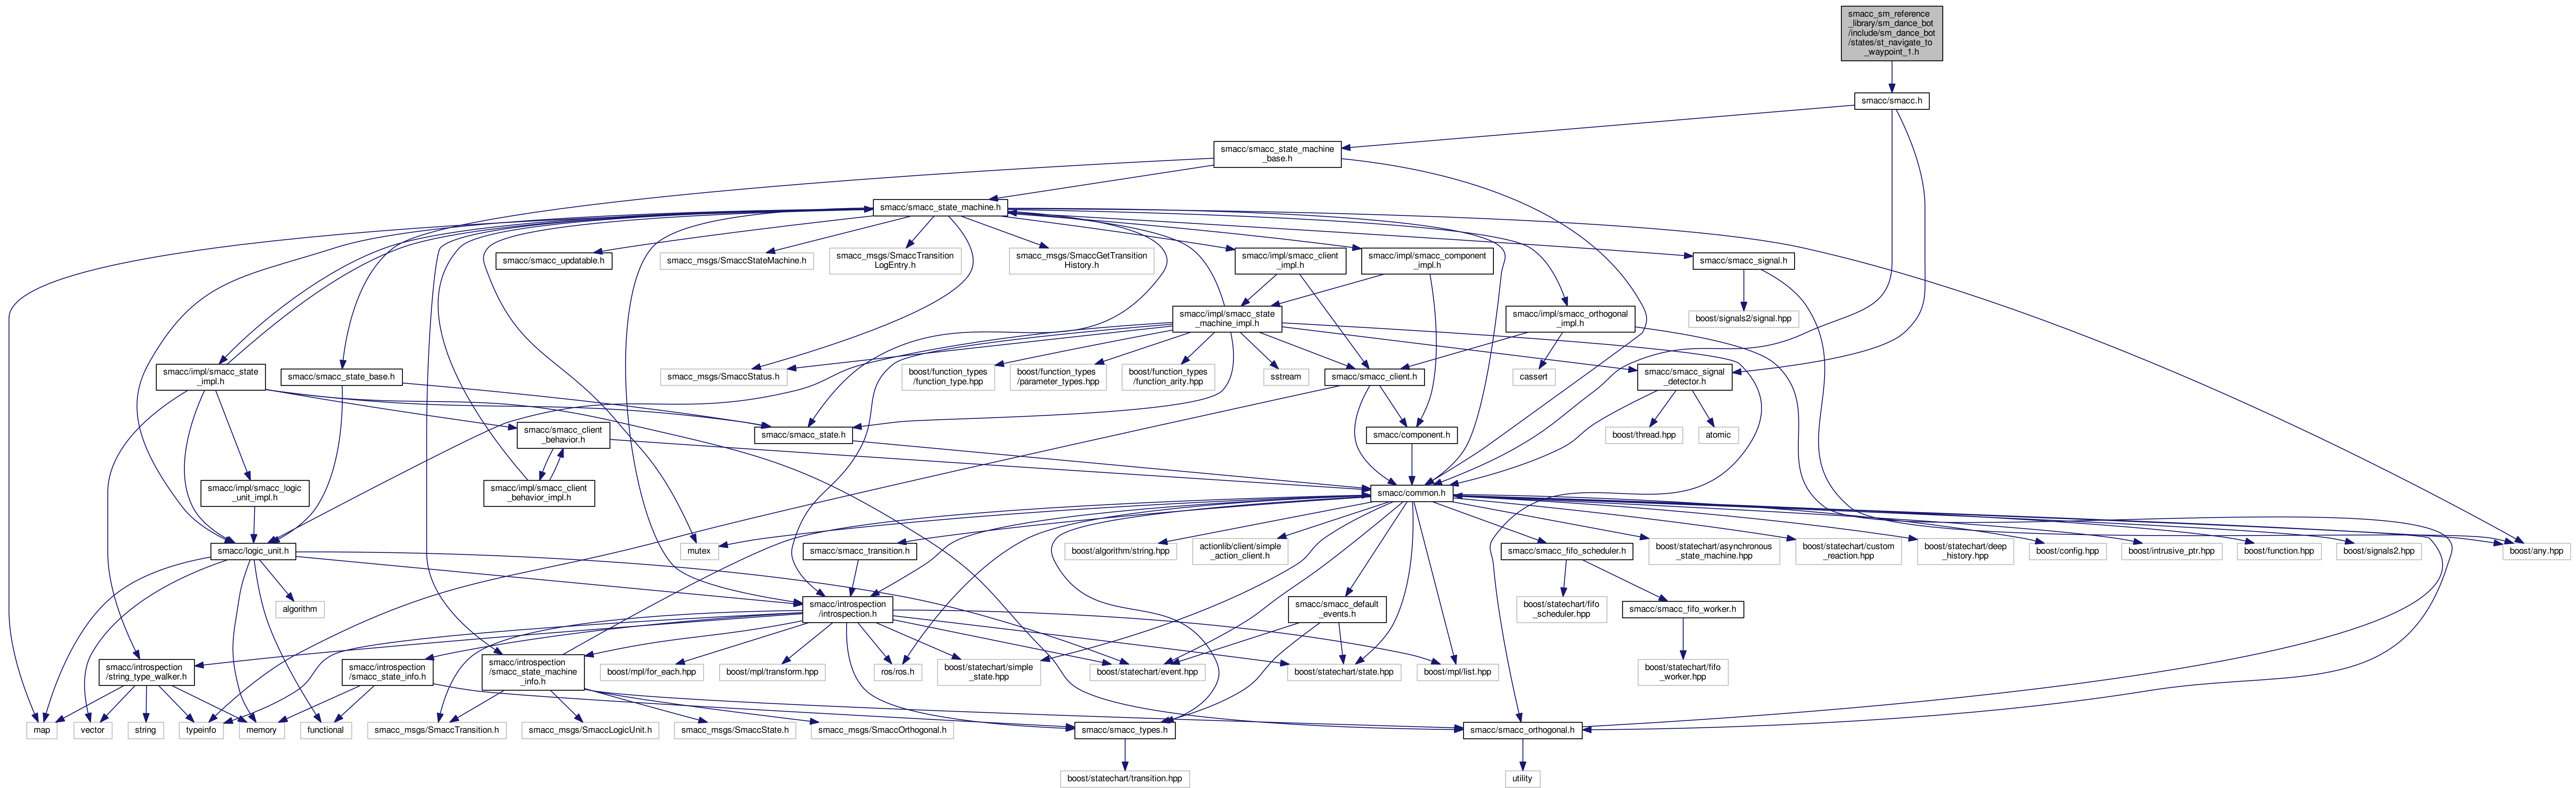 smacc_sm_reference
_library/sm_dance_bot
/include/sm_dance_bot
/states/st_navigate_to
_waypoint_1.h
smacc/smacc.h
smacc/smacc_state_machine
_base.h
smacc/smacc_state_machine.h
smacc/smacc_updatable.h
smacc_msgs/SmaccStateMachine.h
smacc_msgs/SmaccTransition
LogEntry.h
smacc_msgs/SmaccGetTransition
History.h
smacc/impl/smacc_client
_impl.h
smacc/impl/smacc_component
_impl.h
smacc/smacc_signal.h
smacc/impl/smacc_state
_machine_impl.h
smacc/impl/smacc_orthogonal
_impl.h
boost/signals2/signal.hpp
smacc/impl/smacc_state
_impl.h
smacc/smacc_state_base.h
smacc_msgs/SmaccStatus.h
boost/function_types
/function_type.hpp
boost/function_types
/parameter_types.hpp
boost/function_types
/function_arity.hpp
sstream
smacc/smacc_client.h
cassert
smacc/smacc_signal
_detector.h
smacc/smacc_client
_behavior.h
smacc/smacc_state.h
smacc/component.h
boost/thread.hpp
atomic
smacc/impl/smacc_logic
_unit_impl.h
smacc/impl/smacc_client
_behavior_impl.h
smacc/common.h
smacc/logic_unit.h
mutex
smacc/smacc_transition.h
boost/algorithm/string.hpp
actionlib/client/simple
_action_client.h
smacc/smacc_fifo_scheduler.h
boost/statechart/asynchronous
_state_machine.hpp
boost/statechart/custom
_reaction.hpp
boost/statechart/deep
_history.hpp
boost/config.hpp
boost/intrusive_ptr.hpp
boost/function.hpp
boost/signals2.hpp
boost/any.hpp
algorithm
smacc/introspection
/introspection.h
smacc/smacc_default
_events.h
boost/statechart/fifo
_scheduler.hpp
smacc/smacc_fifo_worker.h
smacc/introspection
/string_type_walker.h
smacc/introspection
/smacc_state_info.h
smacc/introspection
/smacc_state_machine
_info.h
boost/mpl/for_each.hpp
boost/mpl/transform.hpp
ros/ros.h
boost/statechart/simple
_state.hpp
boost/statechart/event.hpp
boost/statechart/state.hpp
boost/mpl/list.hpp
boost/statechart/fifo
_worker.hpp
map
vector
string
typeinfo
memory
functional
smacc_msgs/SmaccTransition.h
smacc_msgs/SmaccLogicUnit.h
smacc_msgs/SmaccState.h
smacc_msgs/SmaccOrthogonal.h
smacc/smacc_types.h
smacc/smacc_orthogonal.h
boost/statechart/transition.hpp
utility